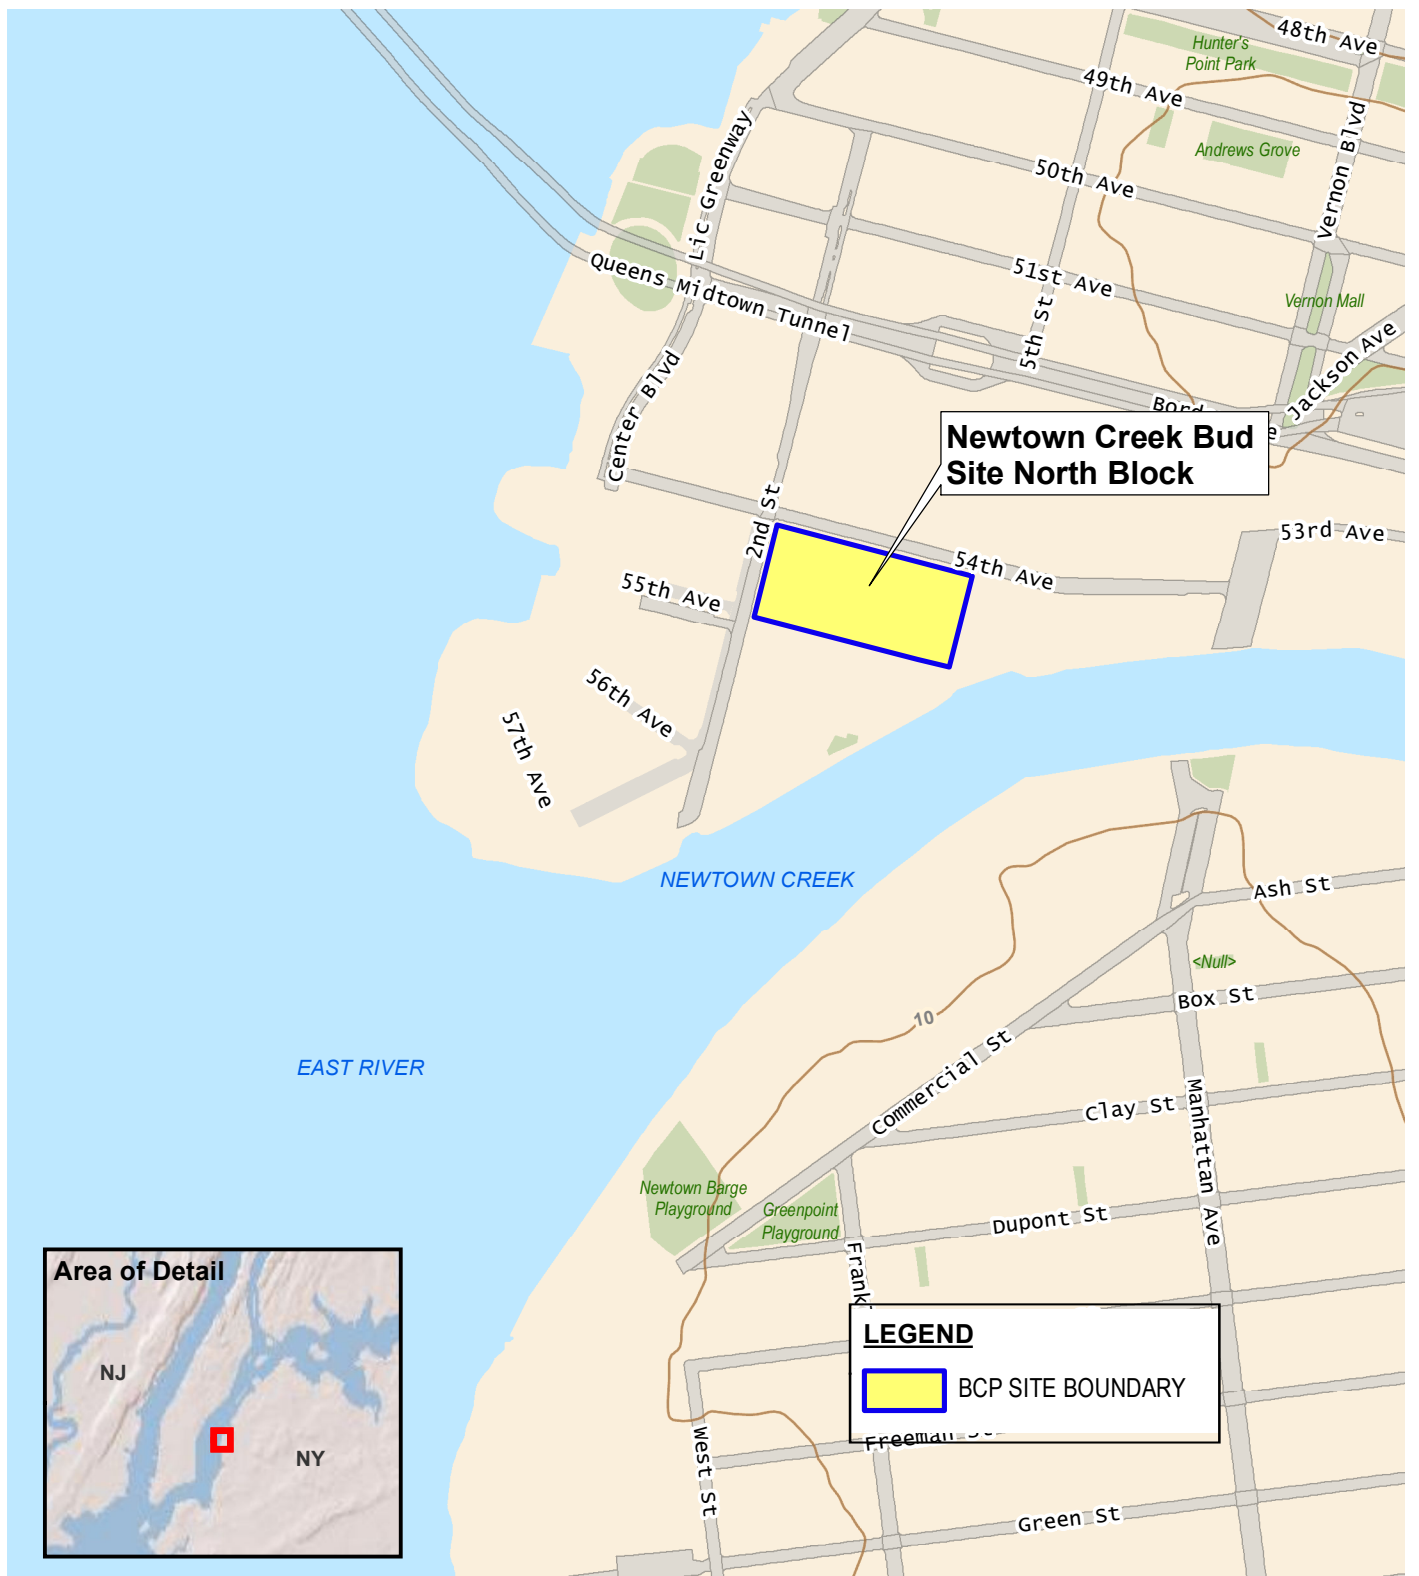 48th Ave
Hunter's
Point Park
49th Ave
Andrews Grove
Vernon Blvd
50th Ave
Lic Greenway
51st Ave
Queens Midtown Tunnel
Vernon Mall
5th St
Jackson Ave
Center Blvd
Newtown Creek Bud
Site North Block
2nd St
53rd Ave
54th Ave
55th Ave
56th Ave
57th Ave
NEWTOWN CREEK
Ash St
<Null>
Box St
10
Commercial St
EAST RIVER
Clay St
Manhattan Ave
Newtown Barge
Playground
Greenpoint
Playground
Dupont St
Area of Detail
NJ
NY
LEGEND
BCP SITE BOUNDARY
Freeman St
West St
Green St